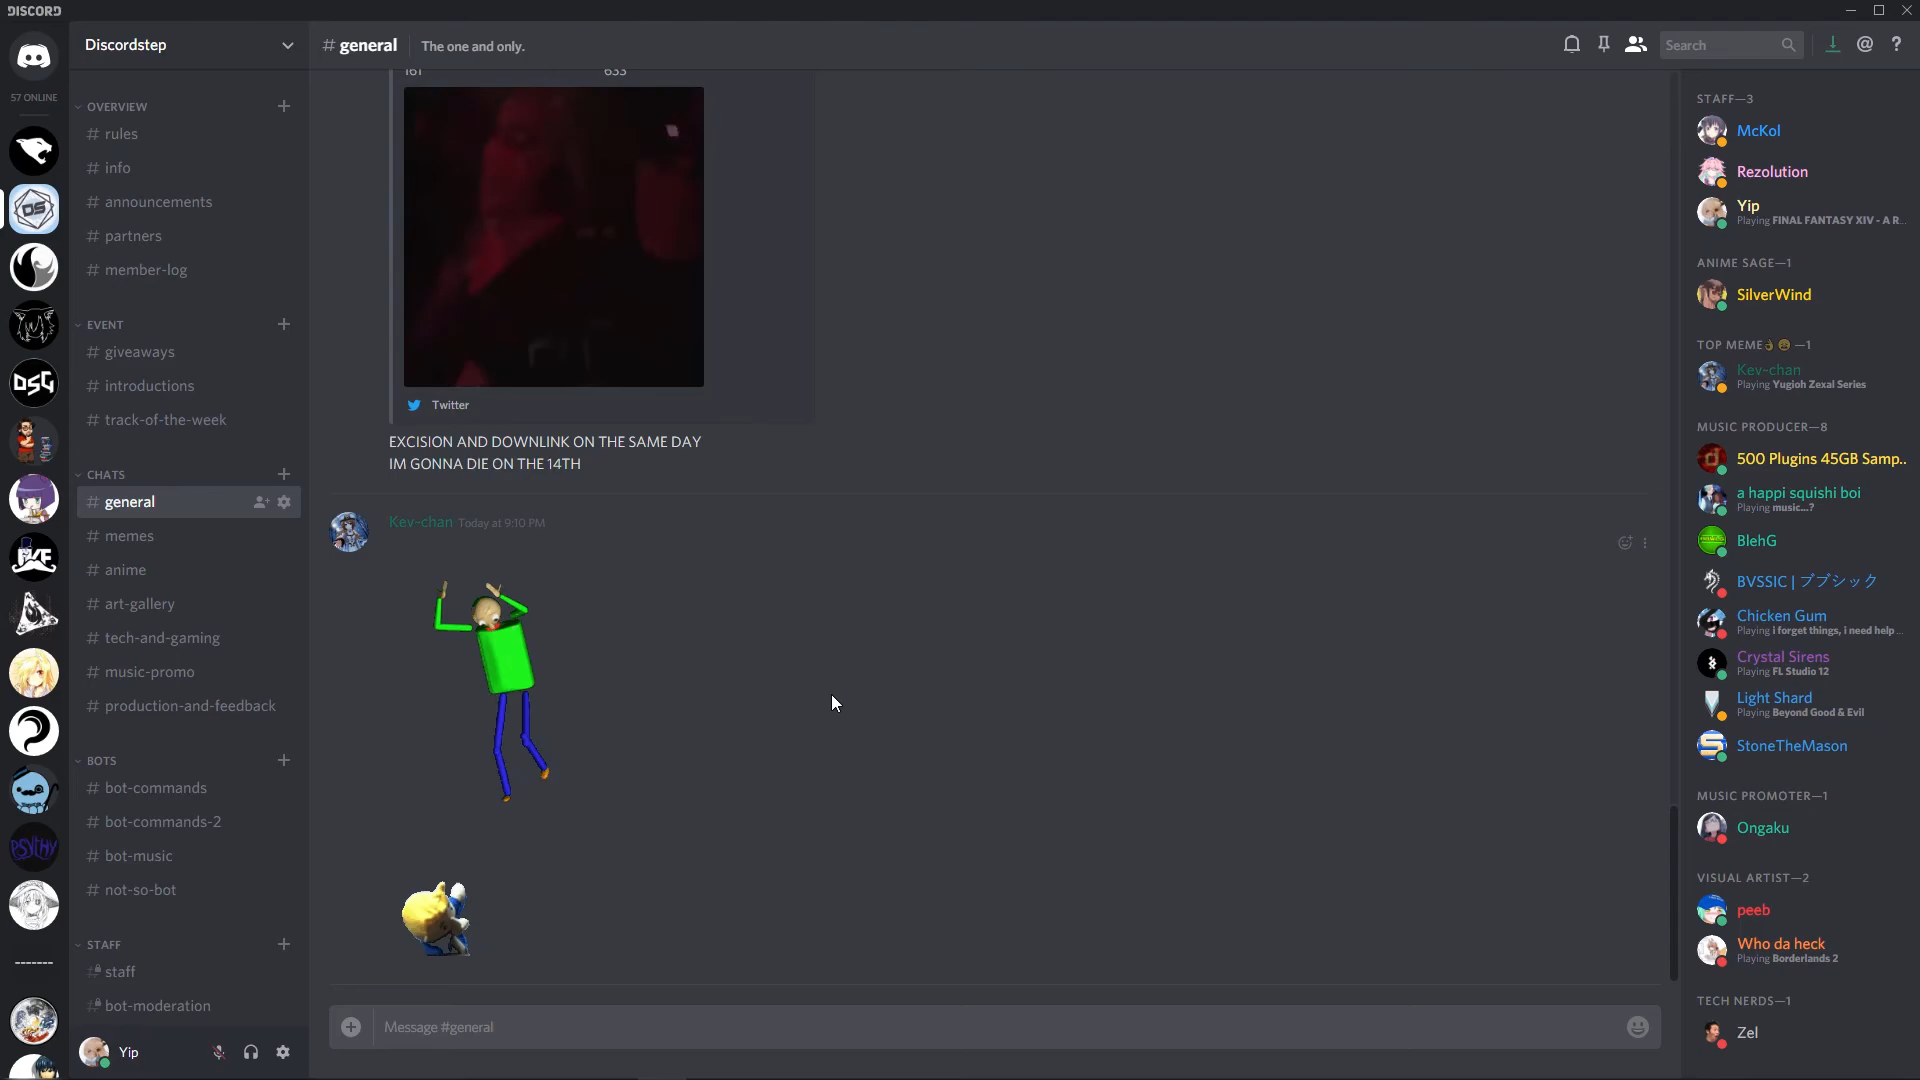 DISCORD
Discordstep
# general
The one and only.
Search
57 ONLINE
OVERVIEW
# rules
# info
# announcements
# partners
# member-log
EVENT
# giveaways
# introductions
# track-of-the-week
CHATS
# general
# memes
# anime
# art-gallery
# tech-and-gaming
# music-promo
# production-and-feedback
BOTS
# bot-commands
# bot-commands-2
# bot-music
# not-so-bot
STAFF
staff
bot-moderation
Yip
DS
DSG
PSYTHY
-------
161 633
Twitter
EXCISION AND DOWNLINK ON THE SAME DAY
IM GONNA DIE ON THE 14TH
Kev-chan Today at 9:10 PM
Message #general
STAFF—3
McKol
Rezolution
Yip
Playing FINAL FANTASY XIV - A R...
ANIME SAGE—1
SilverWind
TOP MEME👌😩—1
Kev-chan
Playing Yugioh Zexal Series
MUSIC PRODUCER—8
500 Plugins 45GB Samp..
a happi squishi boi
Playing music...?
BlehG
BVSSIC | ブブシック
Chicken Gum
Playing i forget things, i need help ...
Crystal Sirens
Playing FL Studio 12
Light Shard
Playing Beyond Good & Evil
StoneTheMason
MUSIC PROMOTER—1
Ongaku
VISUAL ARTIST—2
peeb
Who da heck
Playing Borderlands 2
TECH NERDS—1
Zel